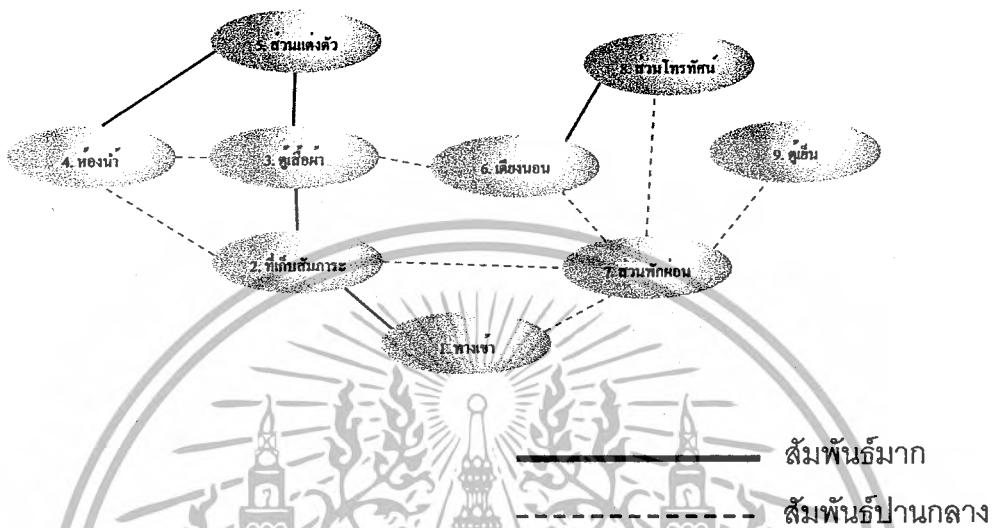 5. ส่วนแต่งตัว
8. ส่วนโทรทัศน์
4. ห้องน้ำ
3. ตู้เสื้อผ้า
6. เตียงนอน
9. ตู้เย็น
2. ที่เก็บสัมภาระ
7. ส่วนพักผ่อน
1. ทางเข้า
สัมพันธ์มาก
สัมพันธ์ปานกลาง